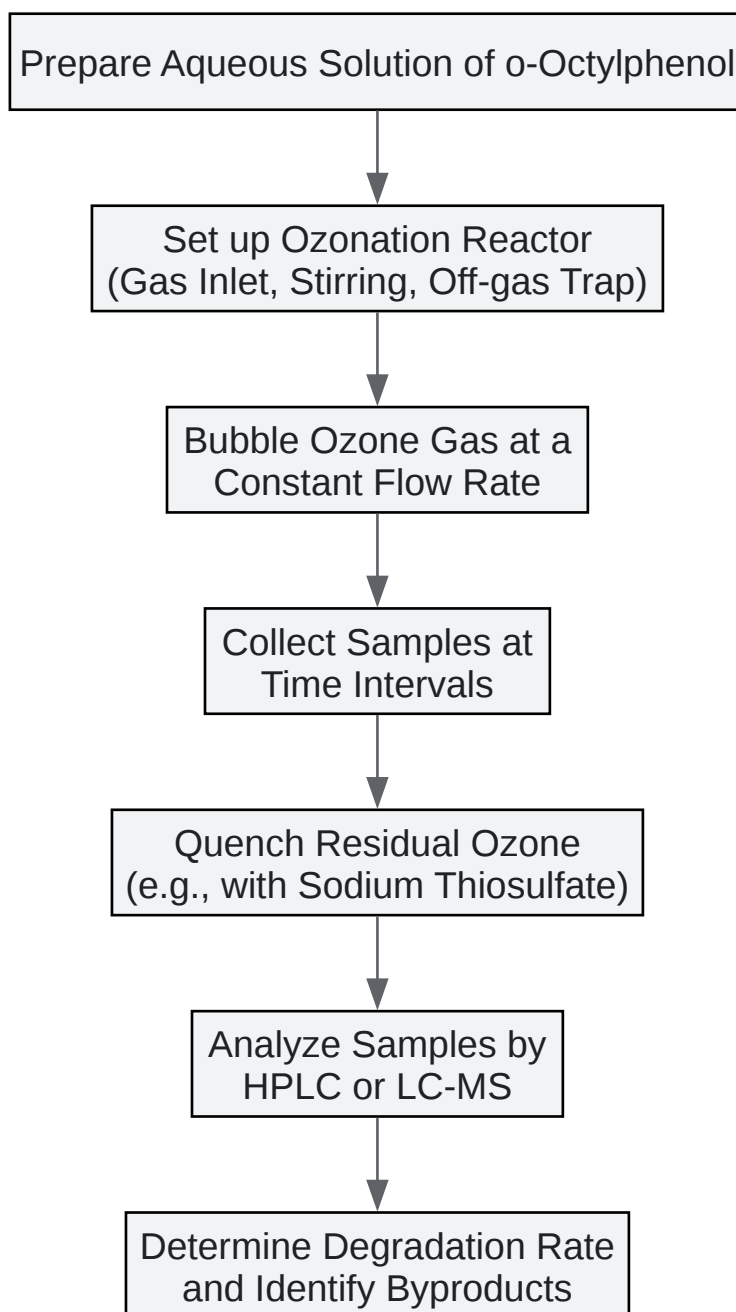 Prepare Aqueous Solution of o-Octylphenol
Set up Ozonation Reactor
(Gas Inlet, Stirring, Off-gas Trap)
Bubble Ozone Gas at a
Constant Flow Rate
Collect Samples at
Time Intervals
Quench Residual Ozone
(e.g., with Sodium Thiosulfate)
Analyze Samples by
HPLC or LC-MS
Determine Degradation Rate
and Identify Byproducts